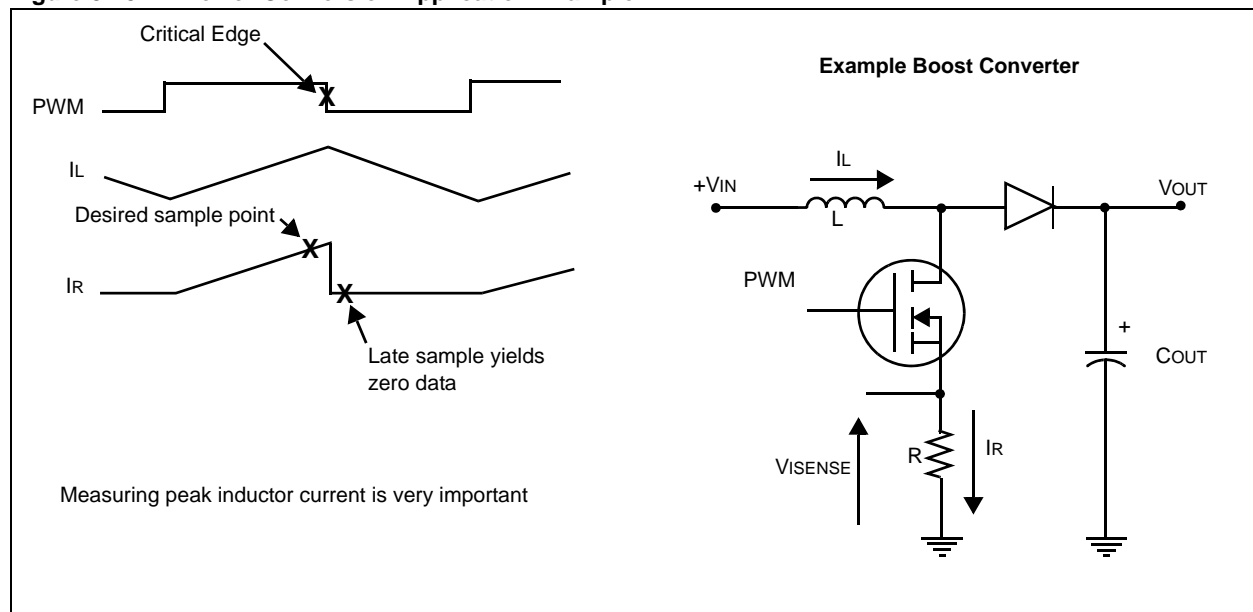 Critical Edge
PWM
IL
Desired sample point
IR
Late sample yields
zero data
Measuring peak inductor current is very important
Example Boost Converter
IL
+VIN
VOUT
L
PWM
+
COUT
VISENSE
R
IR